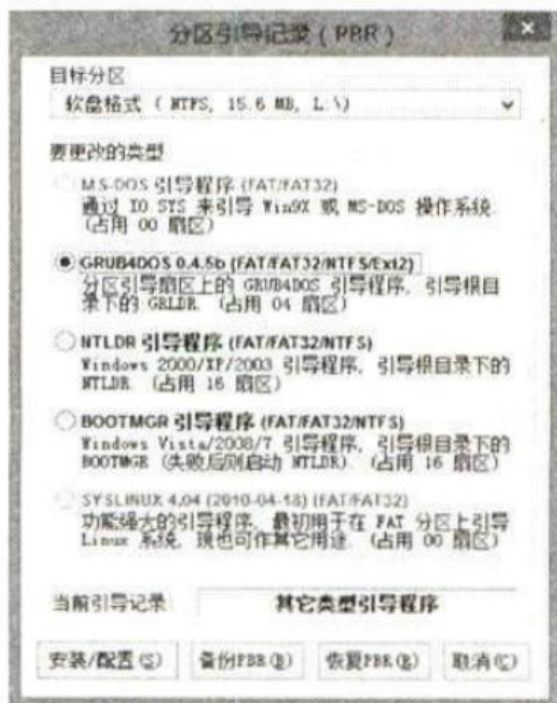 分区引导记录 ( PBR )
目标分区
软盘格式 ( NTFS, 15.6 MB, L:\)
要更改的类型
MS-DOS 引导程序 (FAT/FAT32)
通过 IO SYS 来引导 Win9X 或 MS-DOS 操作系统.
(占用 00 扇区)
GRUB4DOS 0.4.5b (FAT/FAT32/NTFS/Ext2)
分区引导扇区上的 GRUB4DOS 引导程序, 引导根目
录下的 GRLDR. (占用 04 扇区)
NTLDR 引导程序 (FAT/FAT32/NTFS)
Windows 2000/XP/2003 引导程序, 引导根目录下的
NTLDR. (占用 16 扇区)
BOOTMGR 引导程序 (FAT/FAT32/NTFS)
Windows Vista/2008/7 引导程序, 引导根目录下的
BOOTMGR (失败后则启动 NTLDR). (占用 16 扇区)
SYSLINUX 4.04 (2010-04-18) (FAT/FAT32)
功能强大的引导程序, 最初用于在 FAT 分区上引导
Linux 系统, 现也可作其它用途. (占用 00 扇区)
当前引导记录: 其它类型引导程序
安装/配置(S) 备份PBR(B) 恢复PBR(R) 取消(C)